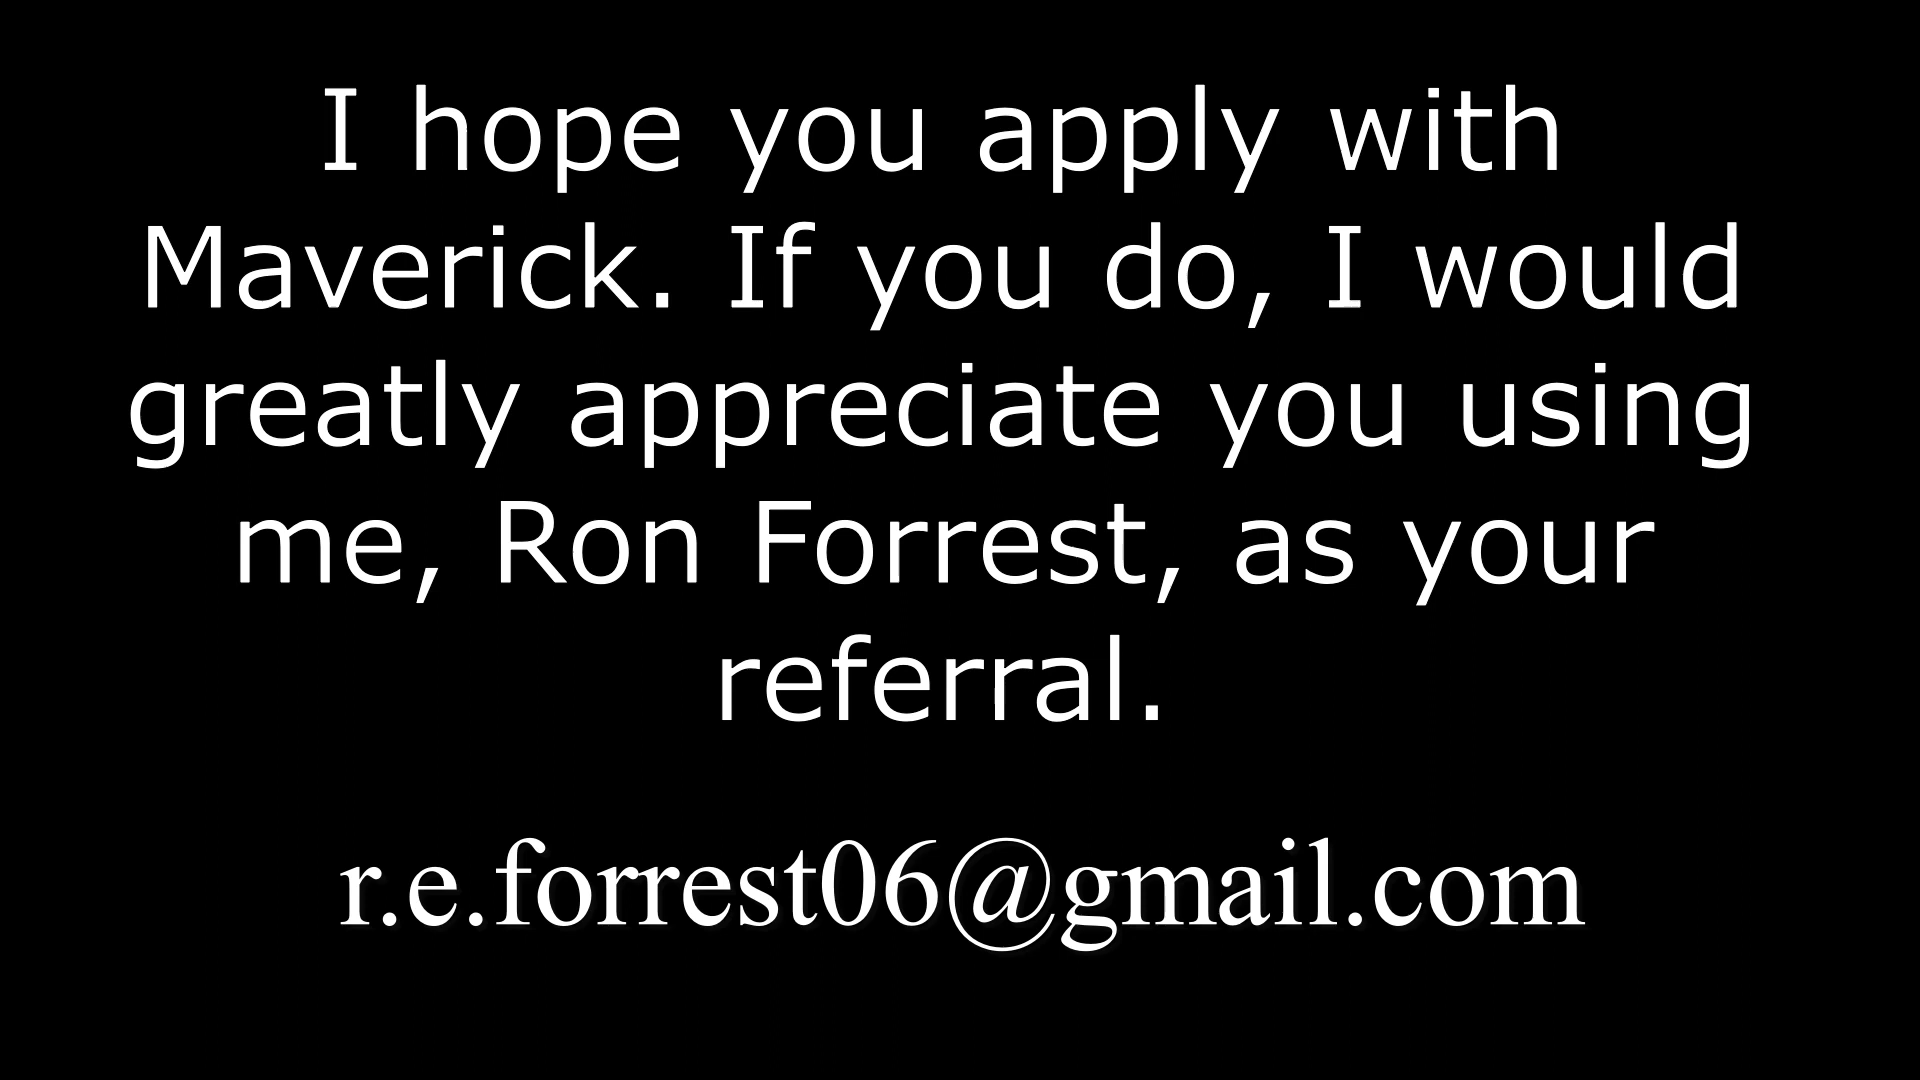 I hope you apply with
Maverick. If you do, I would
greatly appreciate you using
me, Ron Forrest, as your
referral.
r.e.forrest06@gmail.com